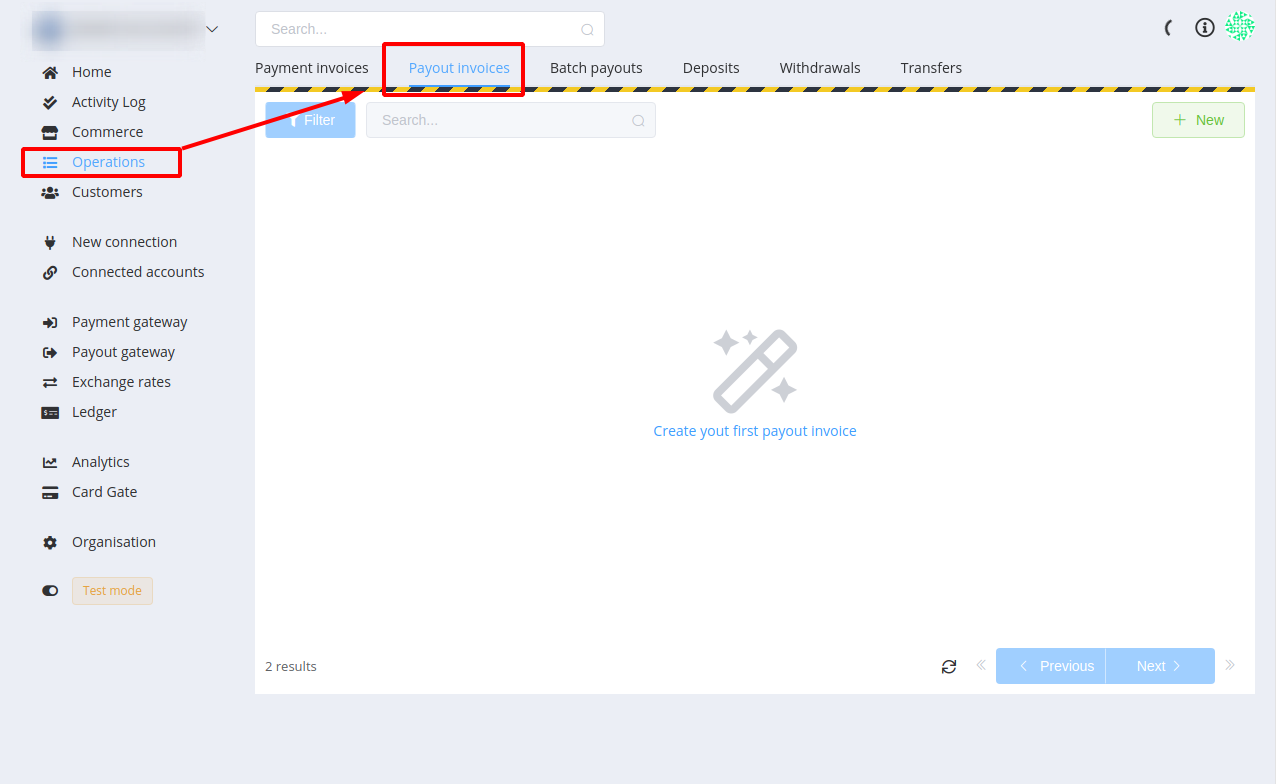 Search...
Payment invoices Payout invoices Batch payouts Deposits Withdrawals Transfers
Filter Search... New
Home
Activity Log
Commerce
Operations
Customers
New connection
Connected accounts
Payment gateway
Payout gateway
Exchange rates
Ledger
Analytics
Card Gate
Organisation
Test mode
Create yout first payout invoice
2 results
Previous Next